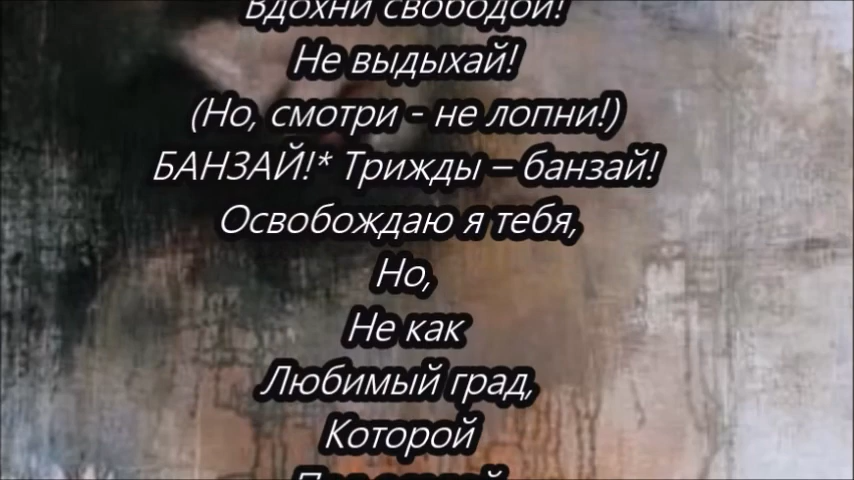 Вдохни свободой!
Не выдыхай!
(Но, смотри - не лопни!)
БАНЗАЙ!* Трижды – банзай!
Освобождаю я тебя,
Но,
Не как
Любимый град,
Которой